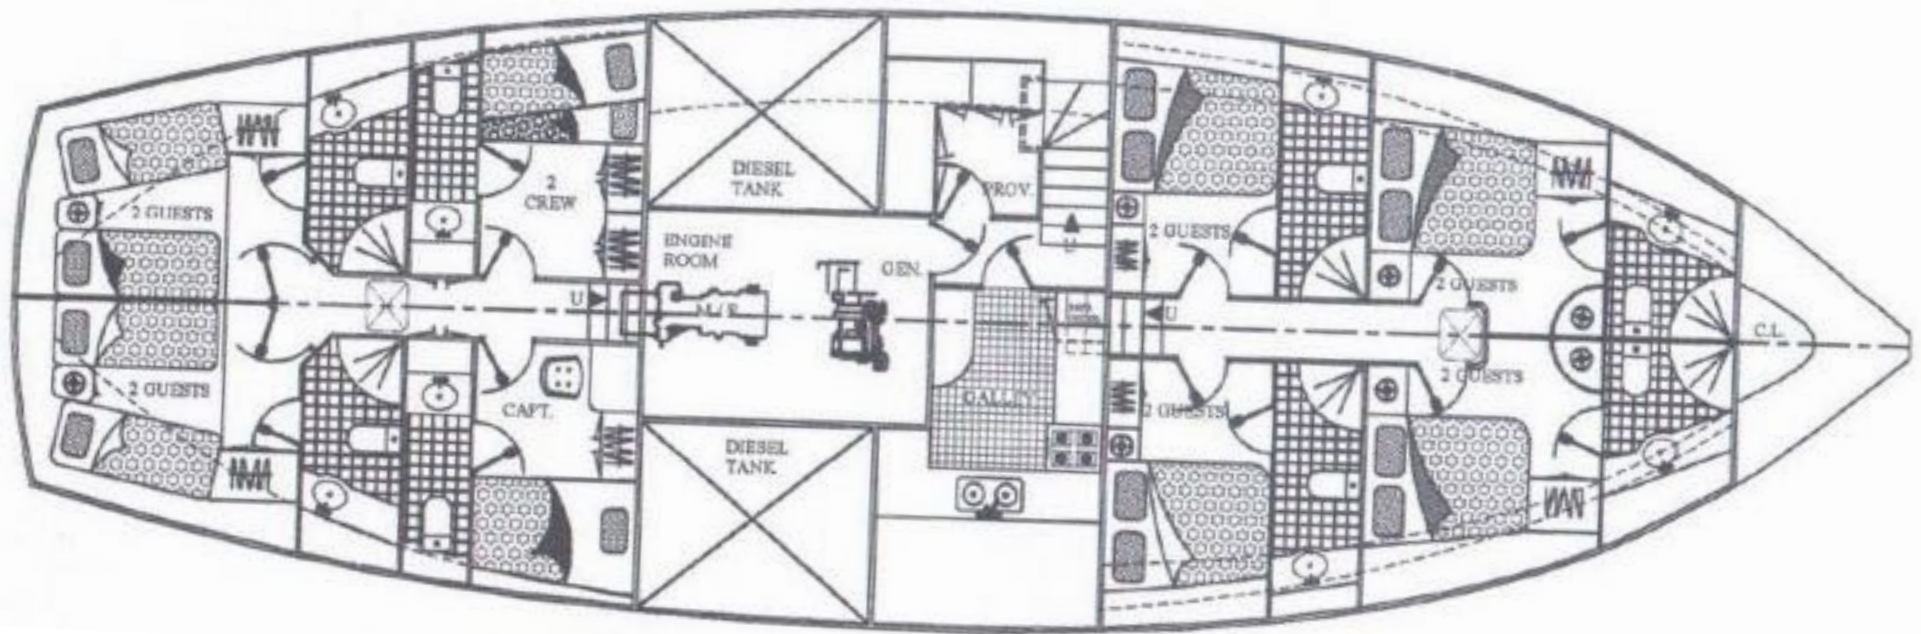 2 GUESTS
2 GUESTS
2
CREW
CAPT.
U
DIESEL
TANK
ENGINE
ROOM
M/E
GEN.
DIESEL
TANK
PROV.
U
GALLEY
2 GUESTS
U
2 GUESTS
2 GUESTS
2 GUESTS
C.L.